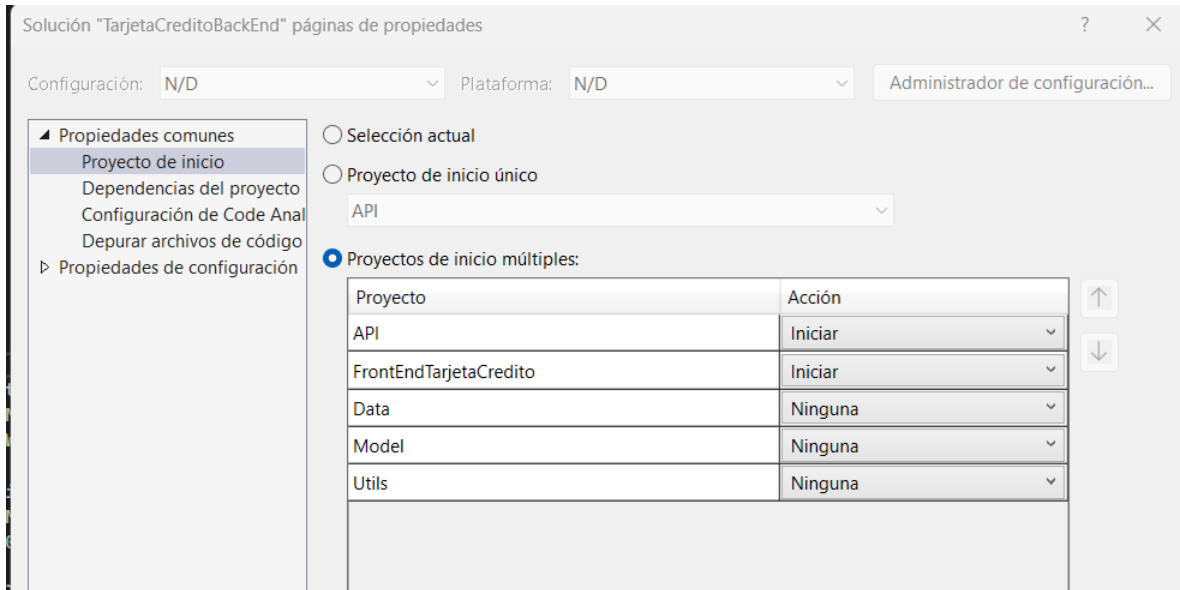 Solución "TarjetaCreditoBackEnd" páginas de propiedades
?
Configuración: N/D Plataforma: N/D Administrador de configuración...
Propiedades comunes
Proyecto de inicio
Dependencias del proyecto
Configuración de Code Anal
Depurar archivos de código
Propiedades de configuración
Selección actual
Proyecto de inicio único
API
Proyectos de inicio múltiples:
Proyecto Acción
API Iniciar
FrontEndTarjetaCredito Iniciar
Data Ninguna
Model Ninguna
Utils Ninguna